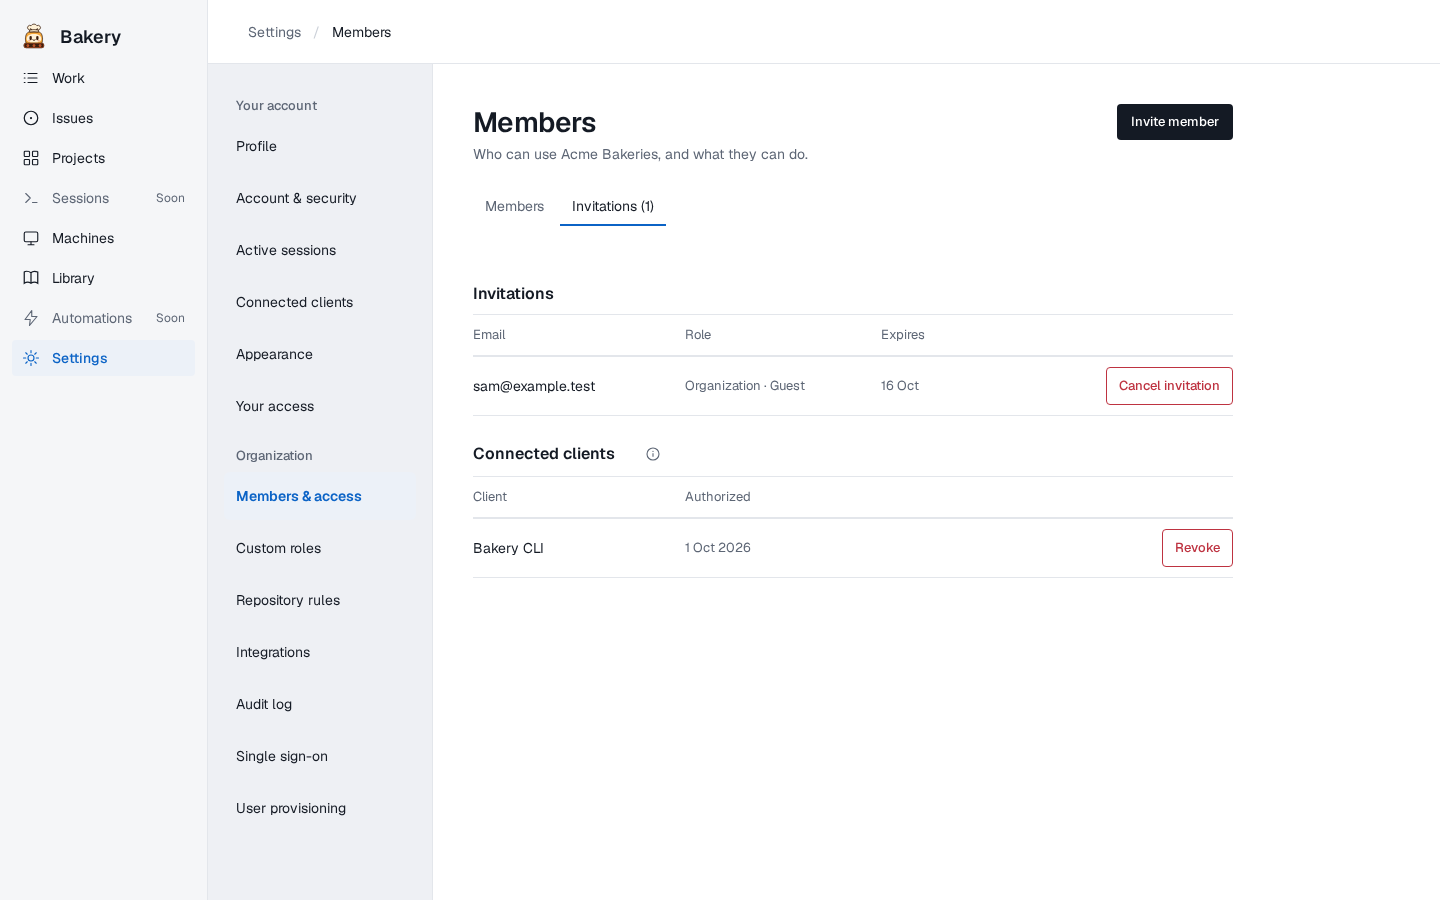 Bakery
Work
Issues
Projects
Sessions Soon
Machines
Library
Automations Soon
Settings
Settings / Members
Your account
Profile
Account & security
Active sessions
Connected clients
Appearance
Your access
Organization
Members & access
Custom roles
Repository rules
Integrations
Audit log
Single sign-on
User provisioning
Members
Invite member
Who can use Acme Bakeries, and what they can do.
Members Invitations (1)
Invitations
Email Role Expires
sam@example.test Organization · Guest 16 Oct Cancel invitation
Connected clients
Client Authorized
Bakery CLI 1 Oct 2026 Revoke